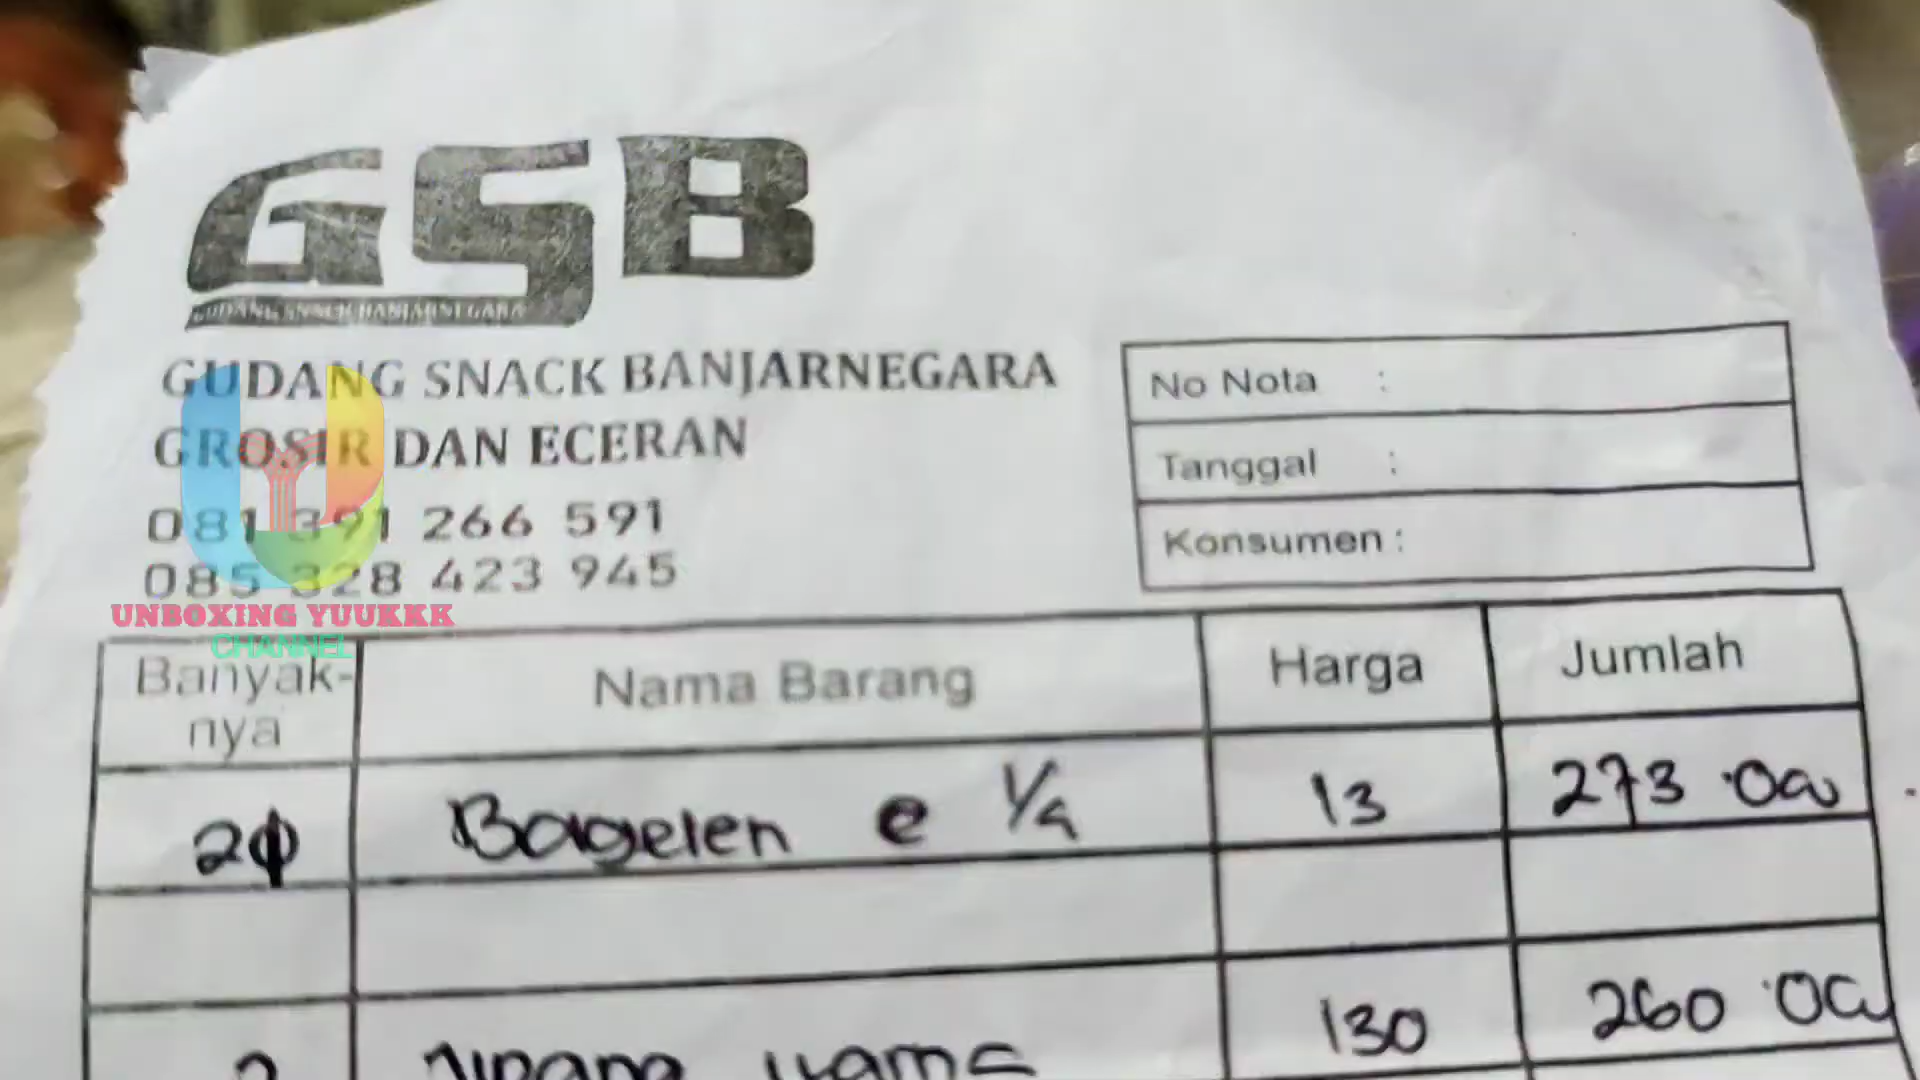 GSB
GUDANG SNACK BANJARNEGARA
GUDANG SNACK BANJARNEGARA
GROSIR DAN ECERAN
081 391 266 591
085 328 423 945
UNBOXING YUUKKK
CHANNEL
No Nota :
Tanggal :
Konsumen :
Banyak-nya Nama Barang Harga Jumlah
Bagelen e 1/4 13 273.000
130 260.000